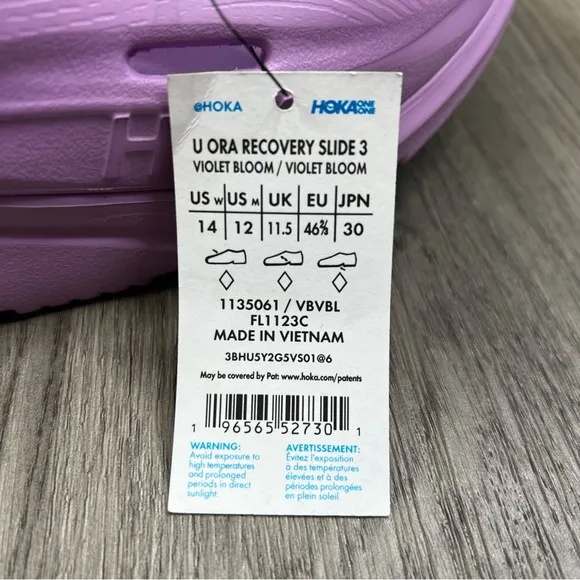 @HOKA HOKA ONE ONE
U ORA RECOVERY SLIDE 3
VIOLET BLOOM / VIOLET BLOOM
US W US M UK EU JPN
14 12 11.5 46⅔ 30
1135061 / VBVBL
FL1123C
MADE IN VIETNAM
3BHU5Y2G5VS01@6
May be covered by Pat: www.hoka.com/patents
1 96565 52730 1
WARNING:
Avoid exposure to
high temperatures
and prolonged
periods in direct
sunlight.
AVERTISSEMENT:
Évitez l'exposition
à des températures
élevées et à des
périodes prolongées
en plein soleil.
H